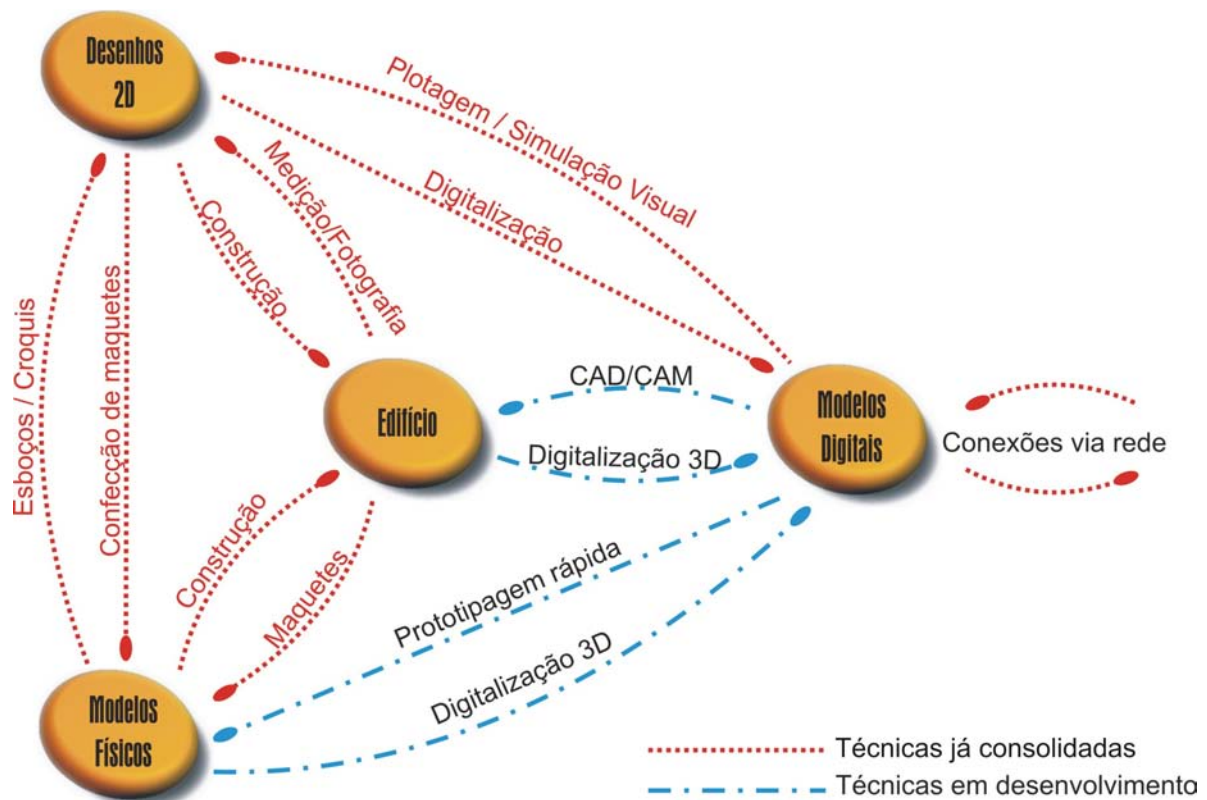 Desenhos
2D
Plotagem / Simulação Visual
Digitalização
Medição/Fotografia
Construção
Esboços / Croquis
Confecção de maquetes
Edifício
CAD/CAM
Digitalização 3D
Modelos
Digitais
Conexões via rede
Construção
Maquetes
Prototipagem rápida
Digitalização 3D
Modelos
Físicos
Técnicas já consolidadas
Técnicas em desenvolvimento